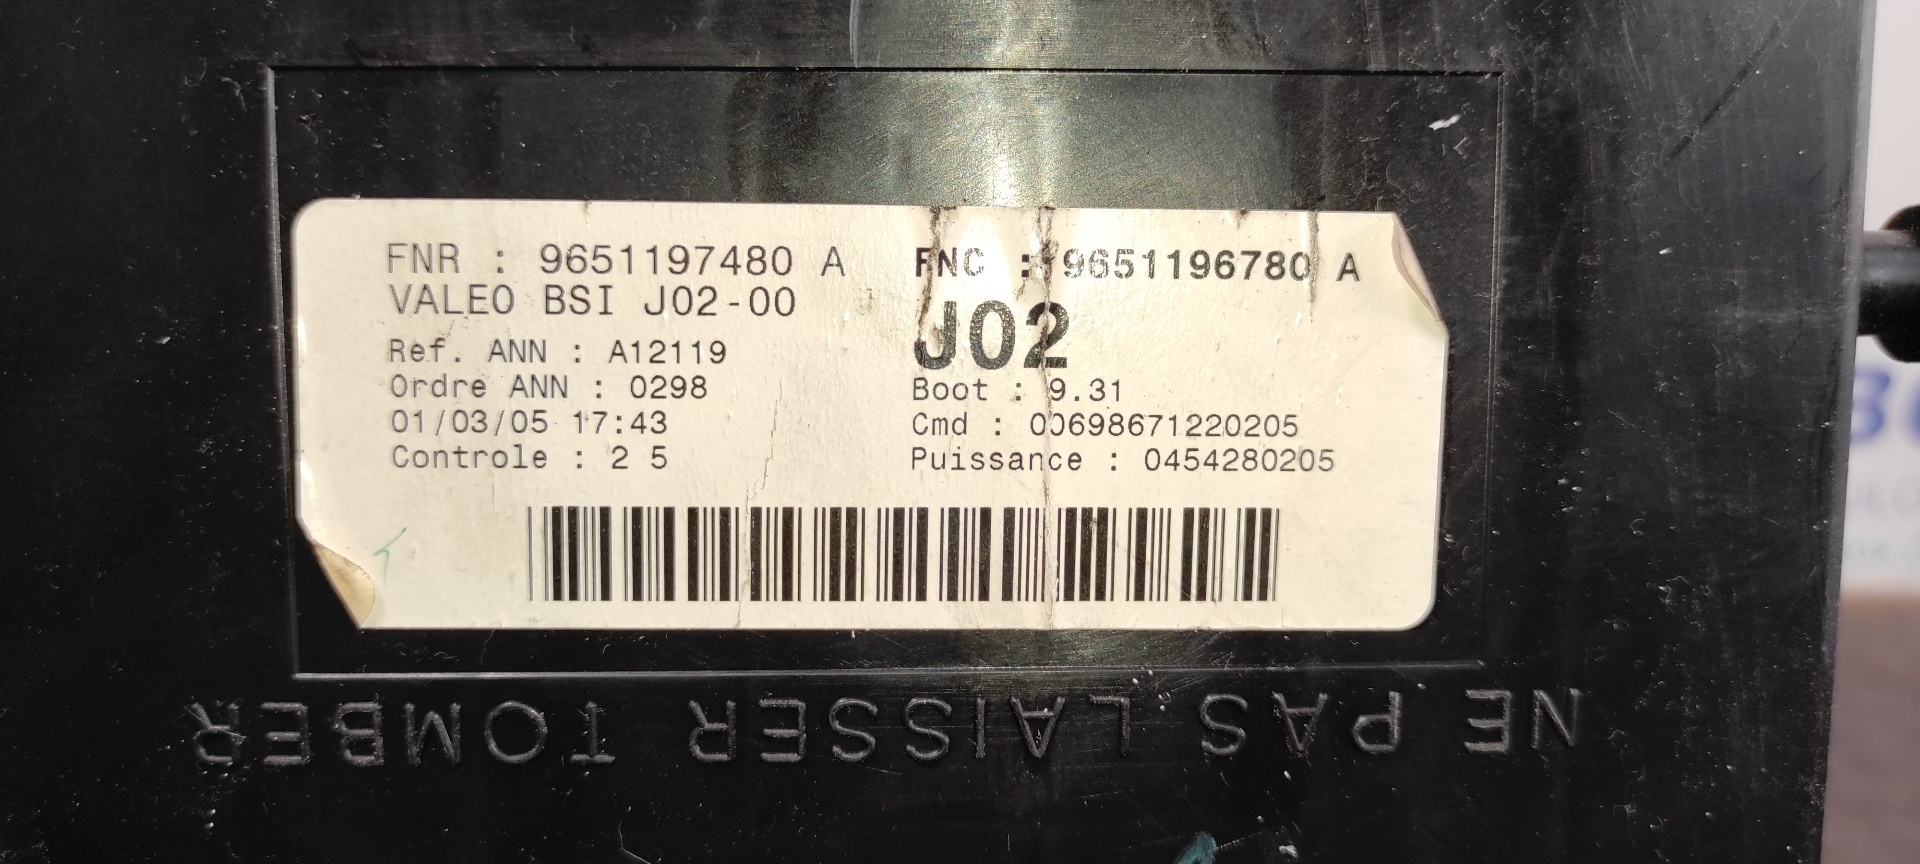 FNR : 9651197480 A
VALEO BSI J02-00
Ref. ANN : A12119
Ordre ANN : 0298
01/03/05 17:43
Controle : 2 5
FNC : 9651196780 A
J02
Boot : 9.31
Cmd : 00698671220205
Puissance : 0454280205
NE PAS LAISSER TOMBER